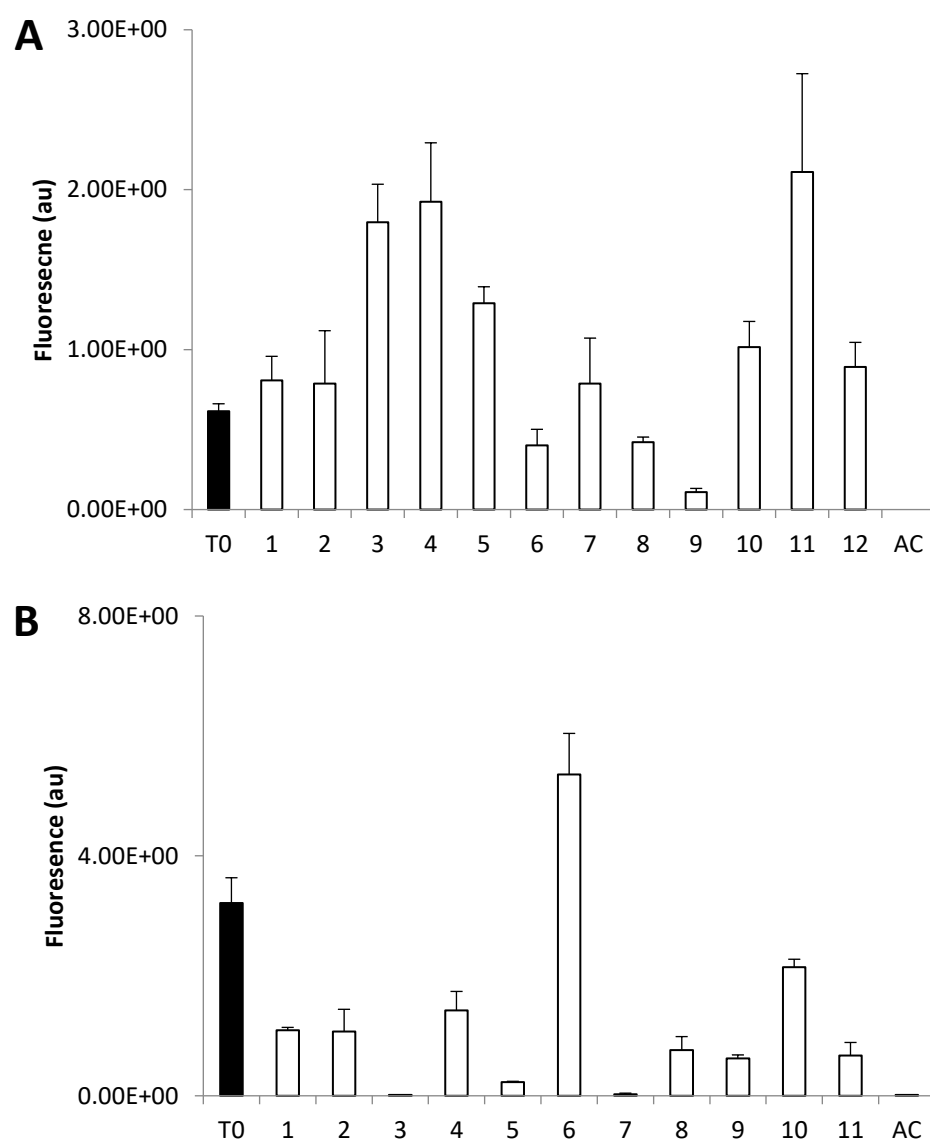 A
3.00E+00
2.00E+00
1.00E+00
0.00E+00
Fluoresecne (au)
T0 1 2 3 4 5 6 7 8 9 10 11 12 AC
B
8.00E+00
4.00E+00
0.00E+00
Fluoresence (au)
T0 1 2 3 4 5 6 7 8 9 10 11 AC